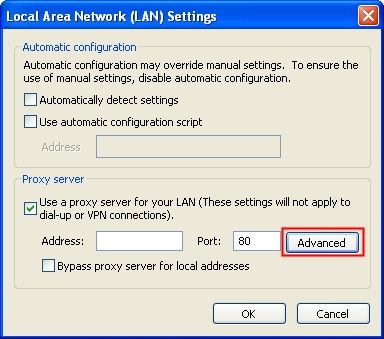 Local Area Network (LAN) Settings
Automatic configuration
Automatic configuration may override manual settings. To ensure the
use of manual settings, disable automatic configuration.
Automatically detect settings
Use automatic configuration script
Address
Proxy server
Use a proxy server for your LAN (These settings will not apply to
dial-up or VPN connections).
Address: Port: 80 Advanced
Bypass proxy server for local addresses
OK Cancel